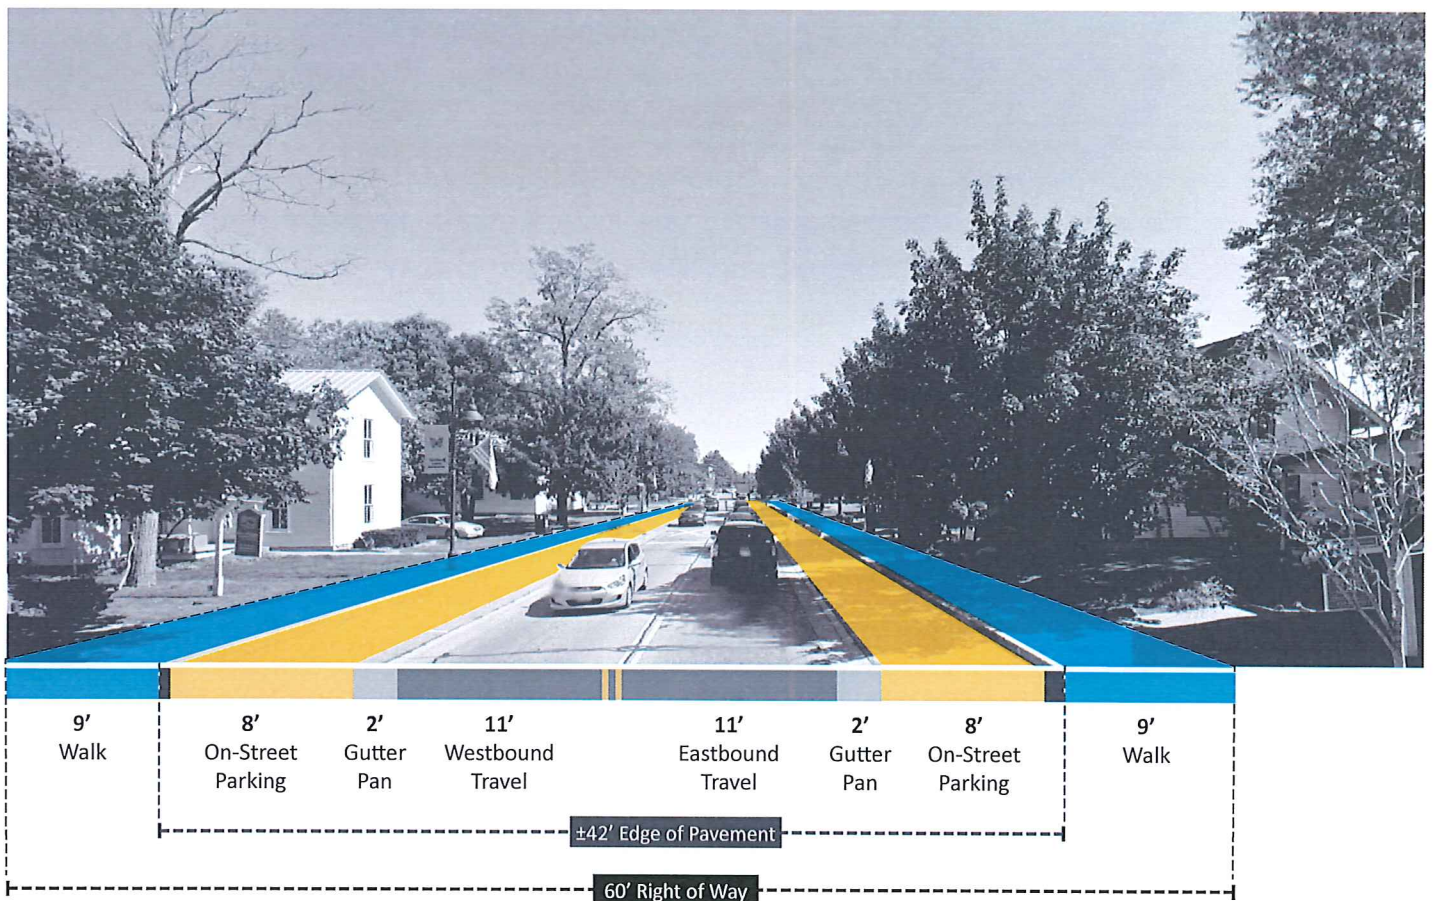 9' 8' 2' 11' 11' 2' 8' 9'
Walk On-Street Gutter Westbound Eastbound Gutter On-Street Walk
Parking Pan Travel Travel Pan Parking
±42' Edge of Pavement
60' Right of Way